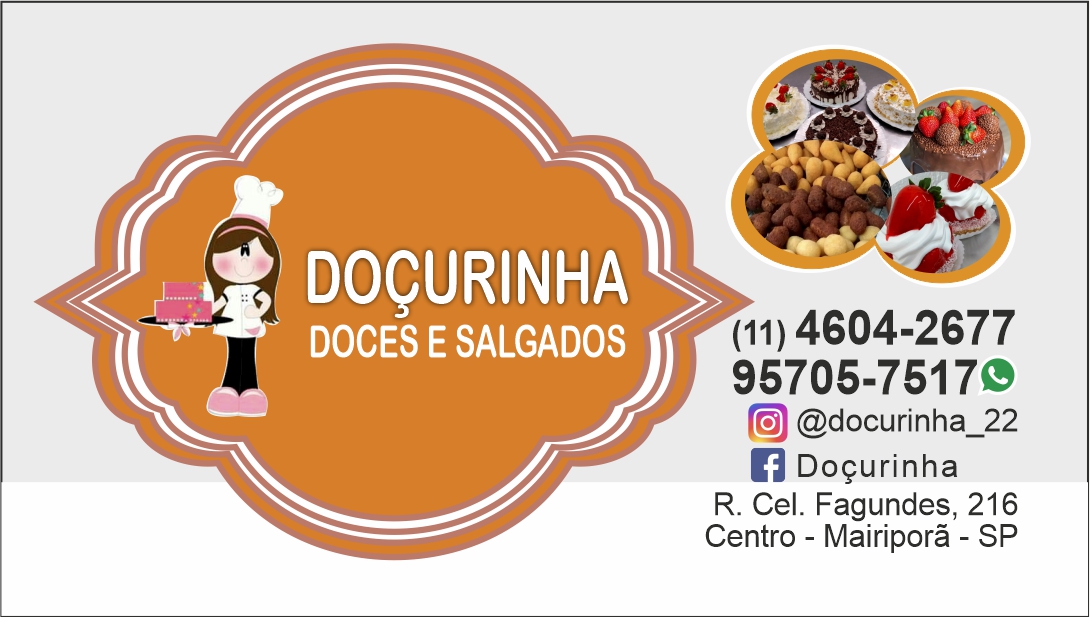 DOÇURINHA
DOCES E SALGADOS
(11) 4604-2677
95705-7517
@docurinha_22
Doçurinha
R. Cel. Fagundes, 216
Centro - Mairiporã - SP